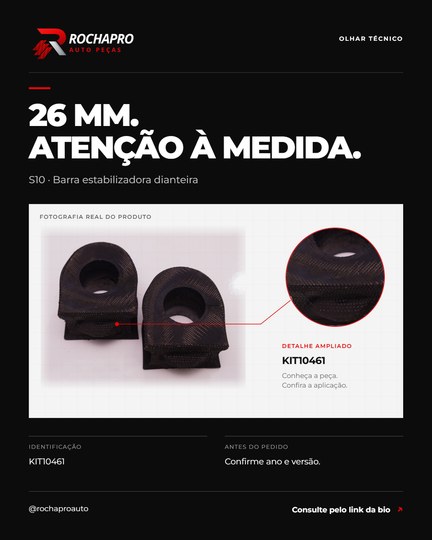 ROCHAPRO
AUTO PEÇAS
OLHAR TÉCNICO
26 MM.
ATENÇÃO À MEDIDA.
S10 · Barra estabilizadora dianteira
FOTOGRAFIA REAL DO PRODUTO
DETALHE AMPLIADO
KIT10461
Conheça a peça.
Confira a aplicação.
IDENTIFICAÇÃO
KIT10461
ANTES DO PEDIDO
Confirme ano e versão.
@rochaproauto
Consulte pelo link da bio ↗